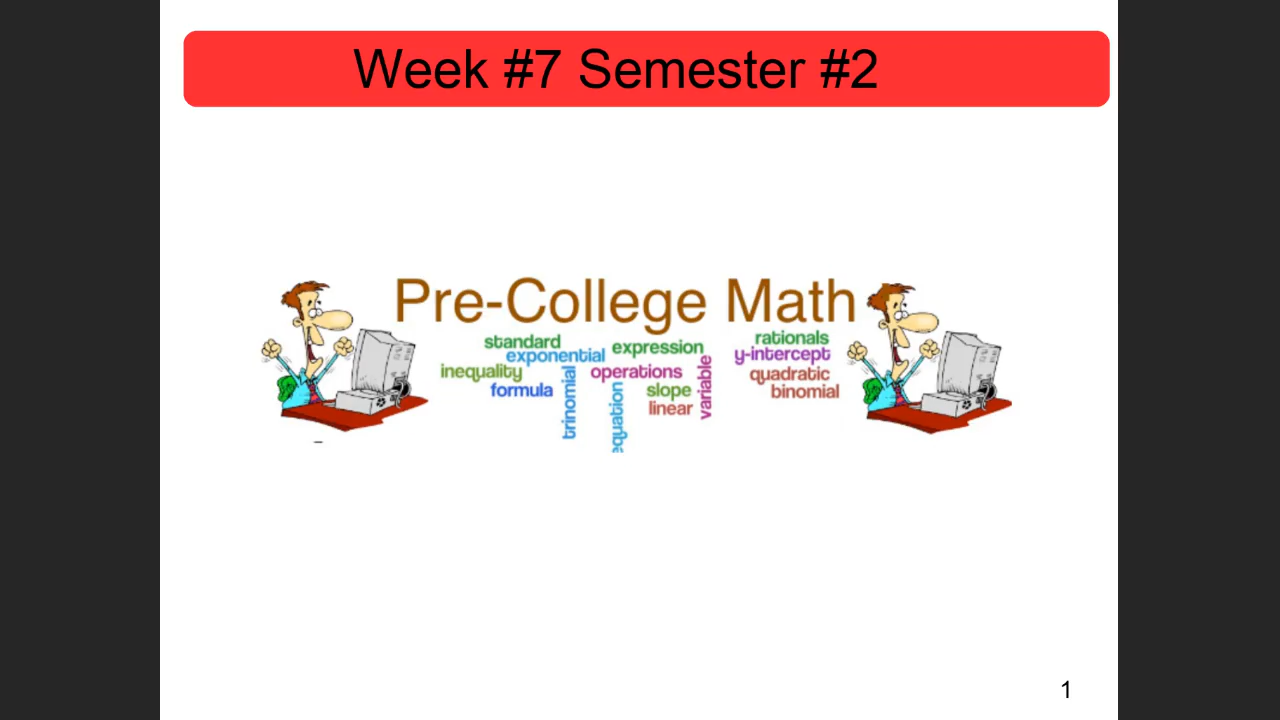 Week #7 Semester #2
Pre-College Math
standard
exponential
expression
inequality
operations
formula
trinomial
equation
slope
linear
variable
rationals
y-intercept
quadratic
binomial
1